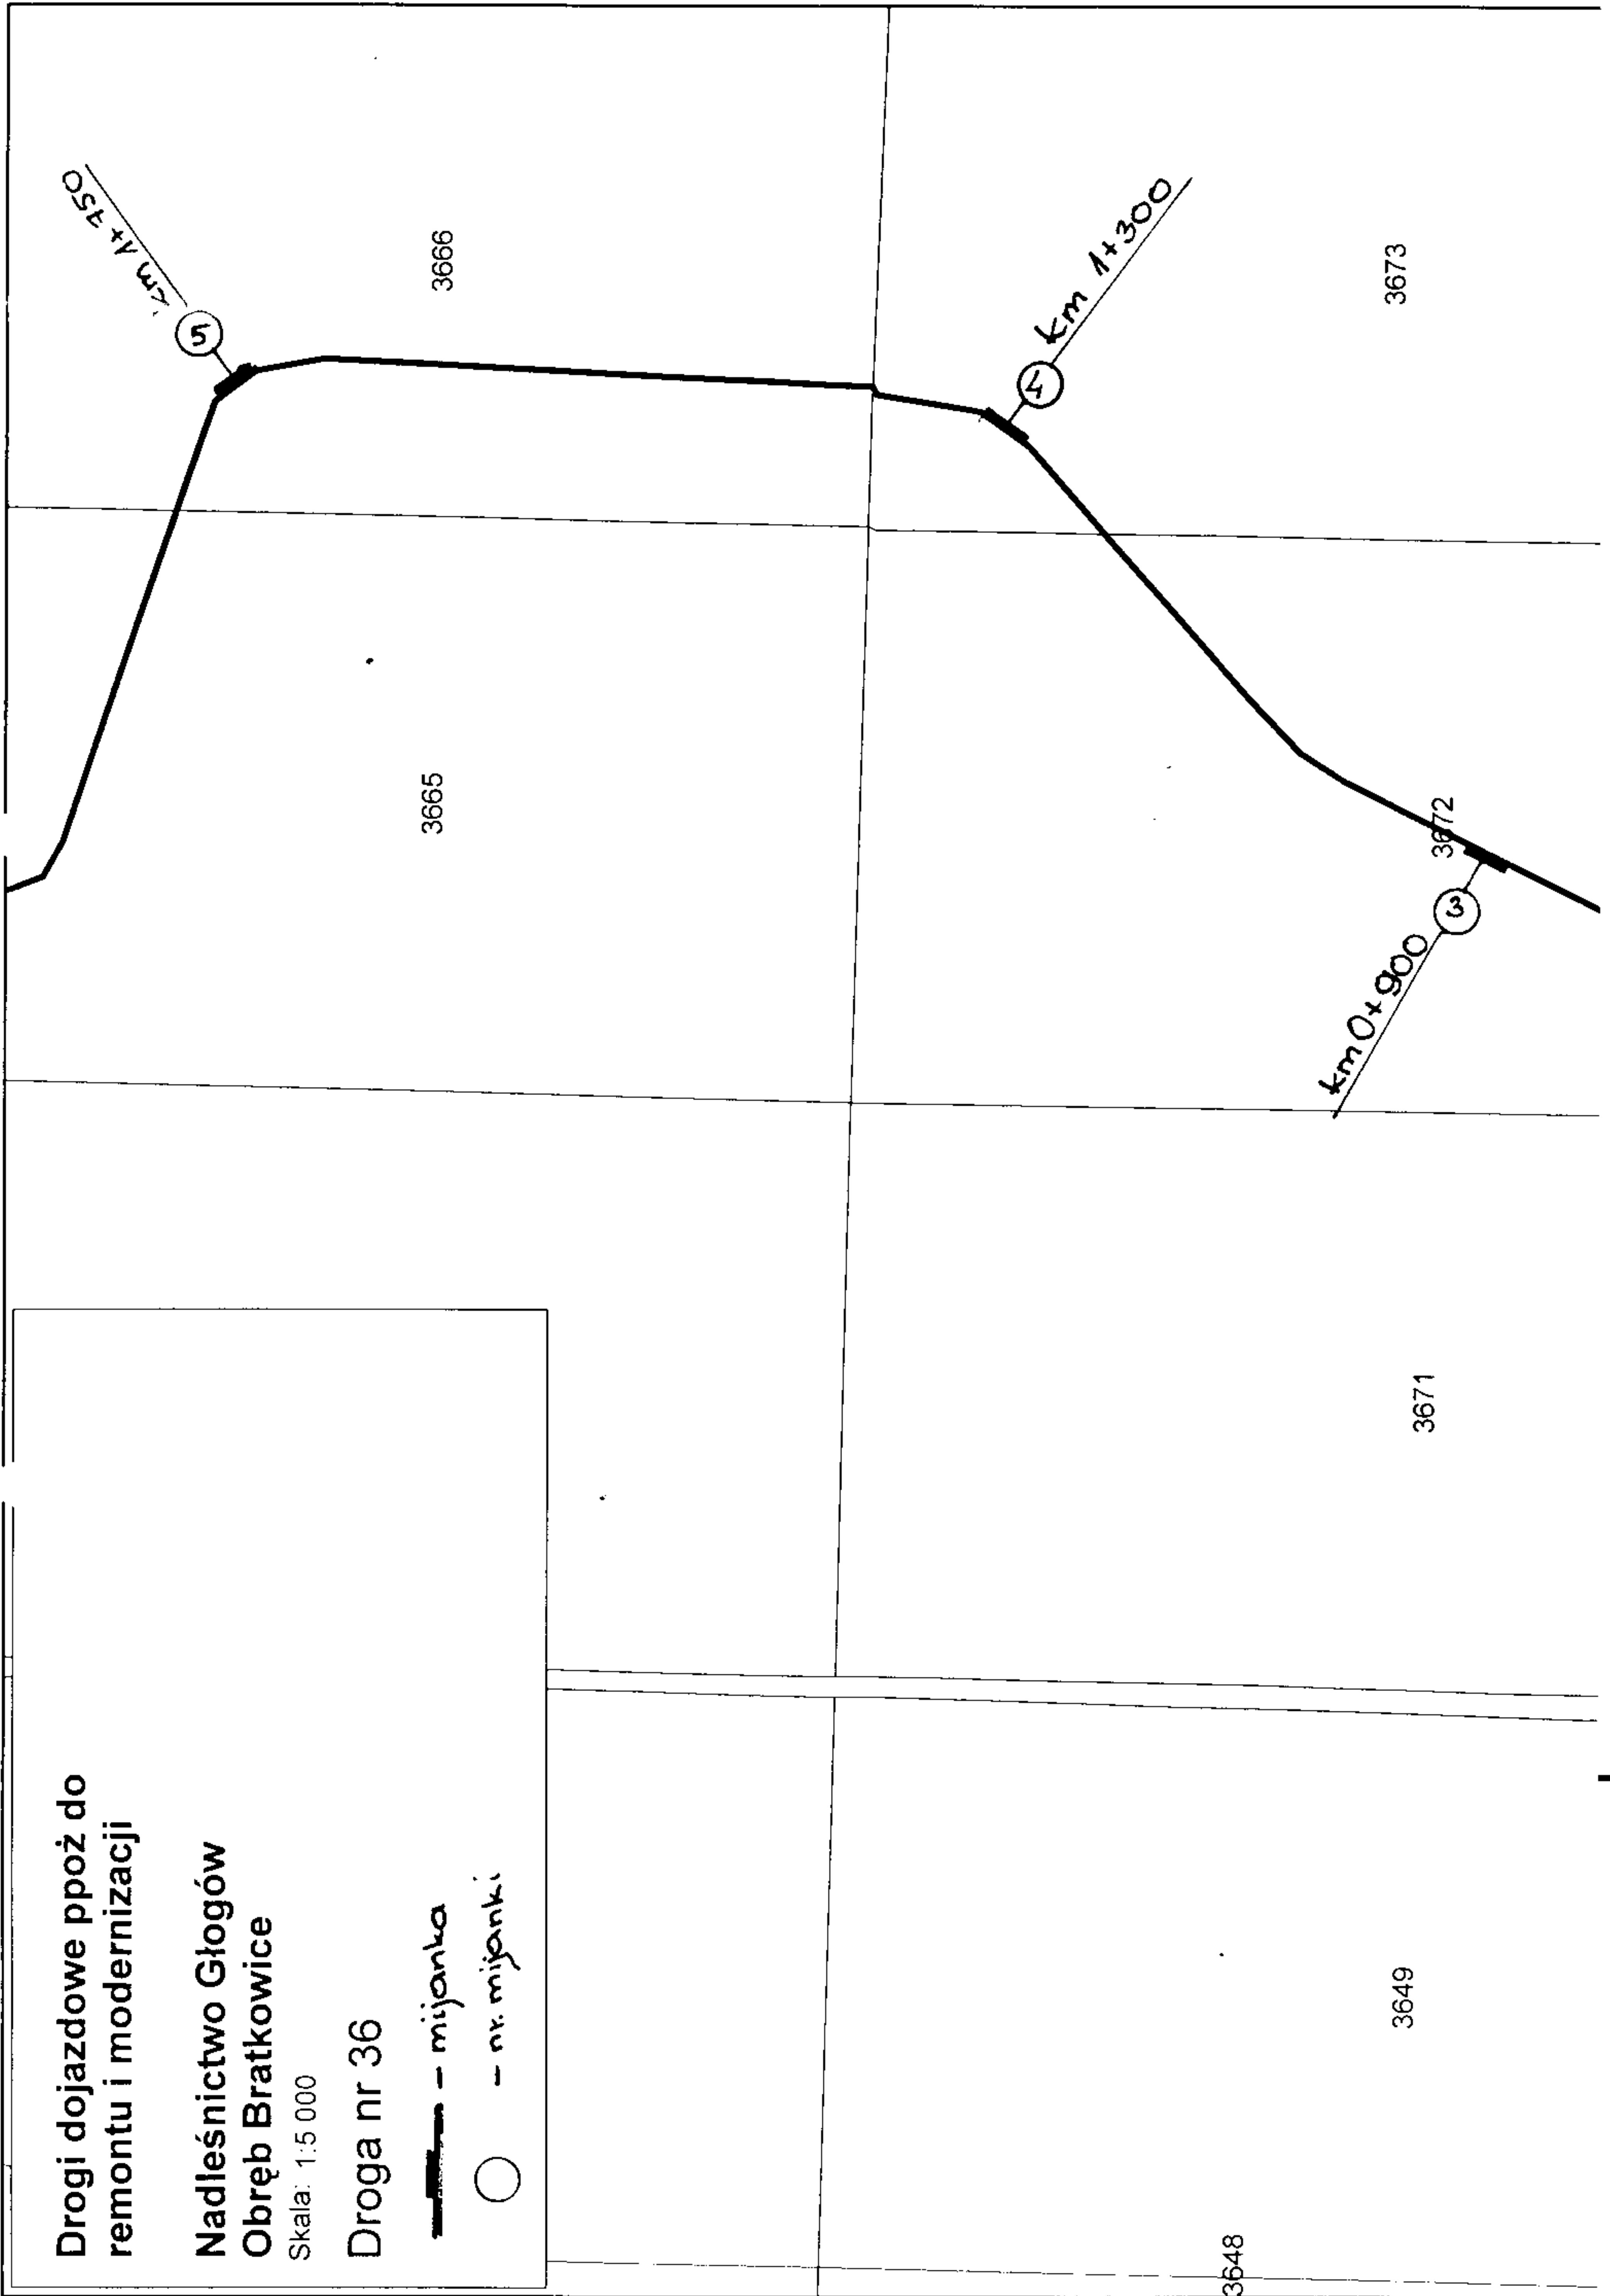 Drogi dojazdowe ppoż do
remontu i modernizacji
Nadleśnictwo Głogów
Obręb Bratkowice
Skala: 1:5 000
Droga nr 36
– mijanka
– nr. mijanki
5
km 1+750
3666
3665
4
km 1+300
3673
3672
3
km 0+900
3671
3649
3648